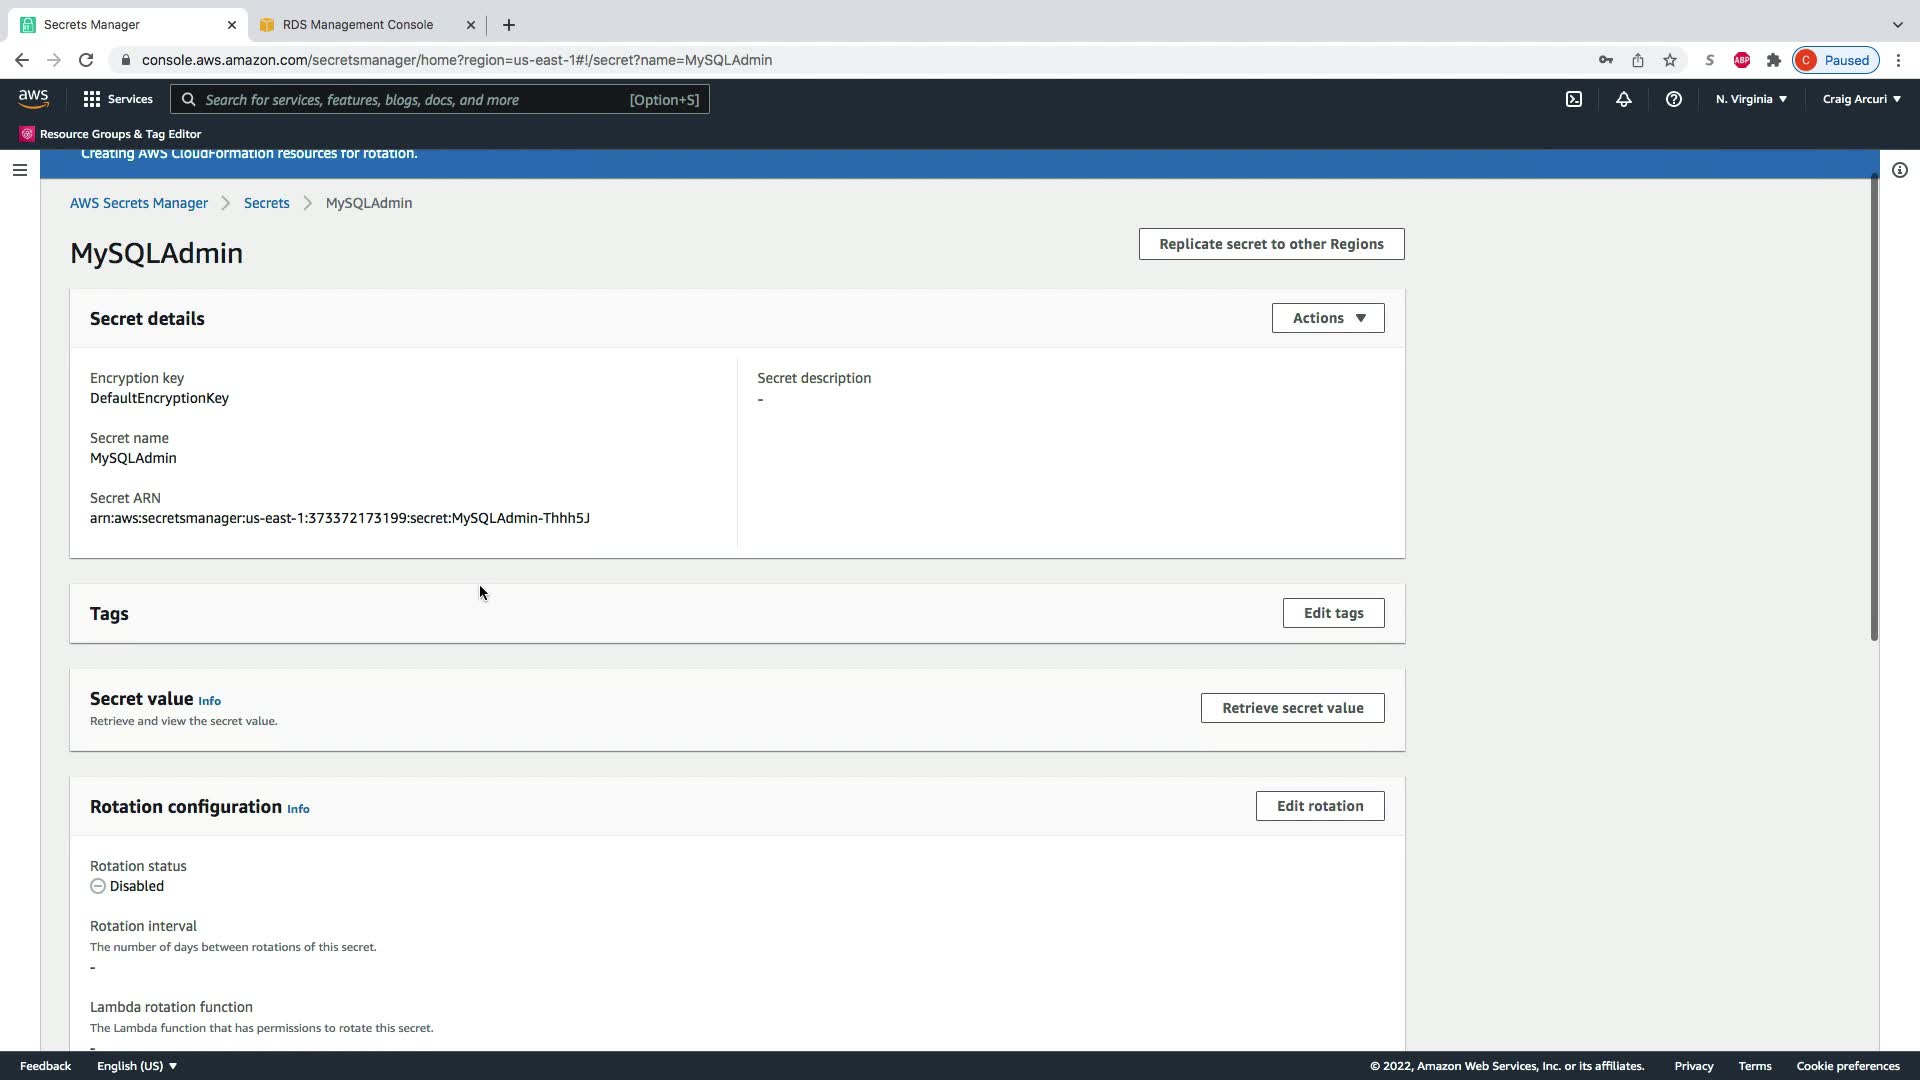 Secrets Manager
RDS Management Console
console.aws.amazon.com/secretsmanager/home?region=us-east-1#!/secret?name=MySQLAdmin
S
ABP
C
Paused
aws
Services
Search for services, features, blogs, docs, and more
[Option+S]
N. Virginia
Craig Arcuri
Resource Groups & Tag Editor
Creating AWS CloudFormation resources for rotation.
AWS Secrets Manager
Secrets
MySQLAdmin
MySQLAdmin
Replicate secret to other Regions
Secret details
Actions
Encryption key
DefaultEncryptionKey
Secret description
-
Secret name
MySQLAdmin
Secret ARN
arn:aws:secretsmanager:us-east-1:373372173199:secret:MySQLAdmin-Thhh5J
Tags
Edit tags
Secret value Info
Retrieve and view the secret value.
Retrieve secret value
Rotation configuration Info
Edit rotation
Rotation status
Disabled
Rotation interval
The number of days between rotations of this secret.
-
Lambda rotation function
The Lambda function that has permissions to rotate this secret.
-
Feedback
English (US)
© 2022, Amazon Web Services, Inc. or its affiliates.
Privacy
Terms
Cookie preferences